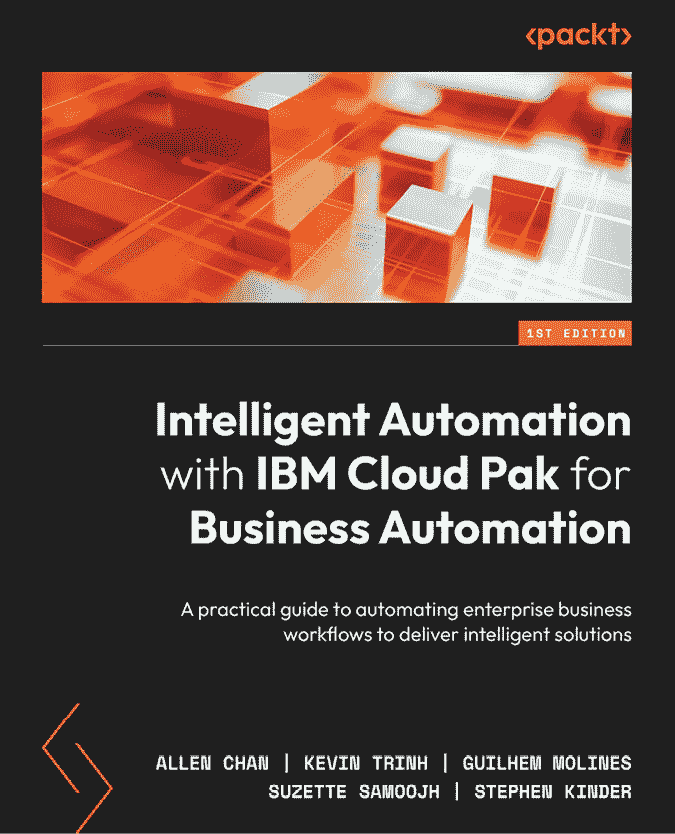 <packt>
1ST EDITION
Intelligent Automation
with IBM Cloud Pak for
Business Automation
A practical guide to automating enterprise business
workflows to deliver intelligent solutions
ALLEN CHAN | KEVIN TRINH | GUILHEM MOLINES
SUZETTE SAMOOJH | STEPHEN KINDER